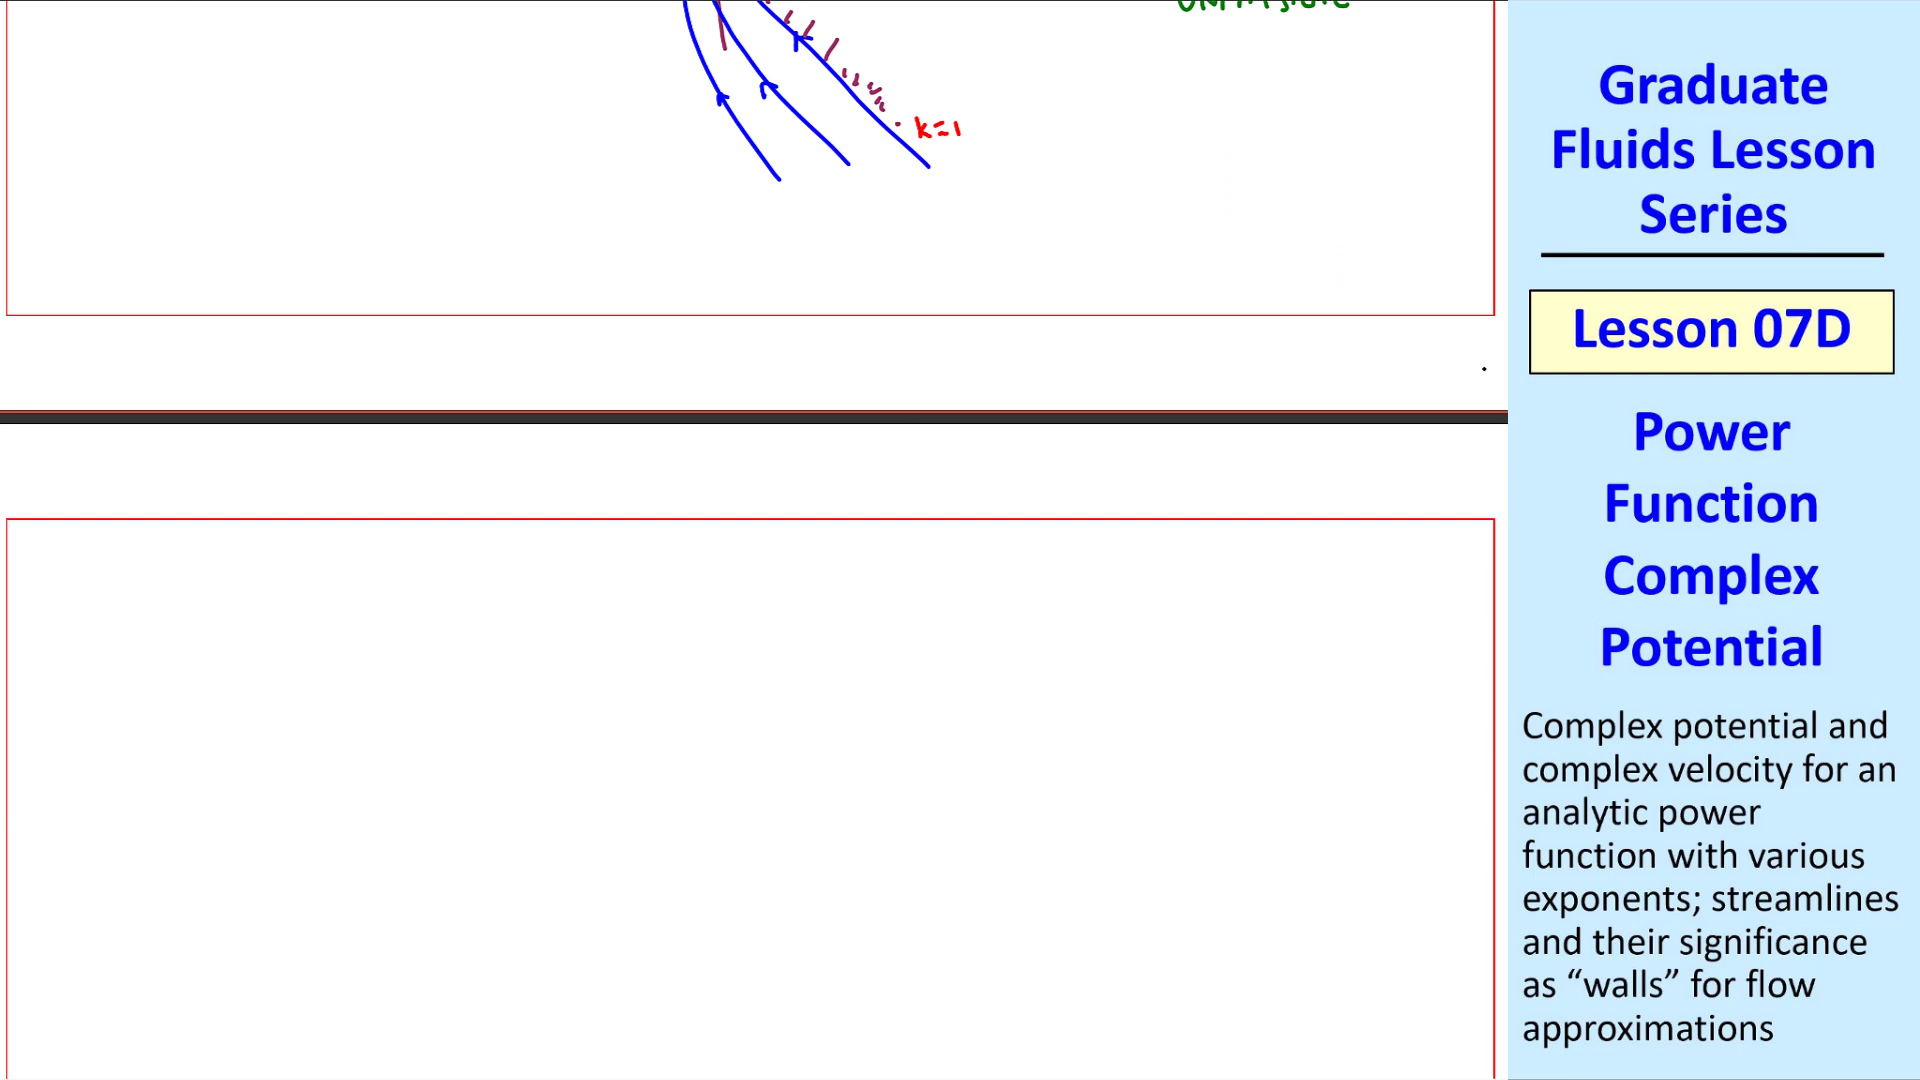 k=1
Graduate
Fluids Lesson
Series
Lesson 07D
Power
Function
Complex
Potential
Complex potential and
complex velocity for an
analytic power
function with various
exponents; streamlines
and their significance
as “walls” for flow
approximations